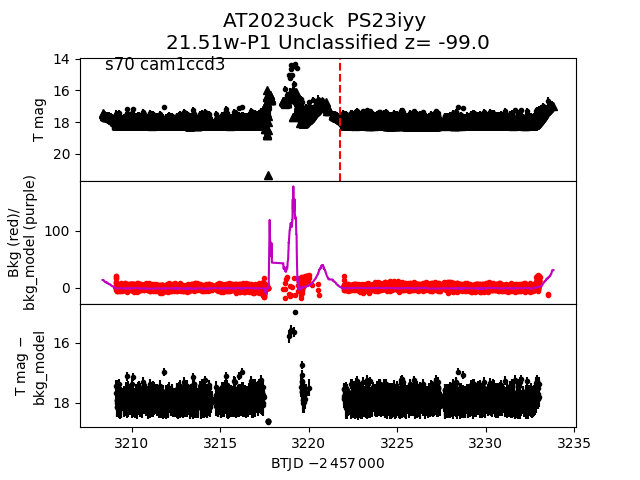 AT2023uck  PS23iyy
21.51w-P1 Unclassified z= -99.0
s70 cam1ccd3
T mag
14
16
18
20
Bkg (red)/
bkg_model (purple)
100
0
T mag −
bkg_model
16
18
3210
3215
3220
3225
3230
3235
BTJD −2 457 000